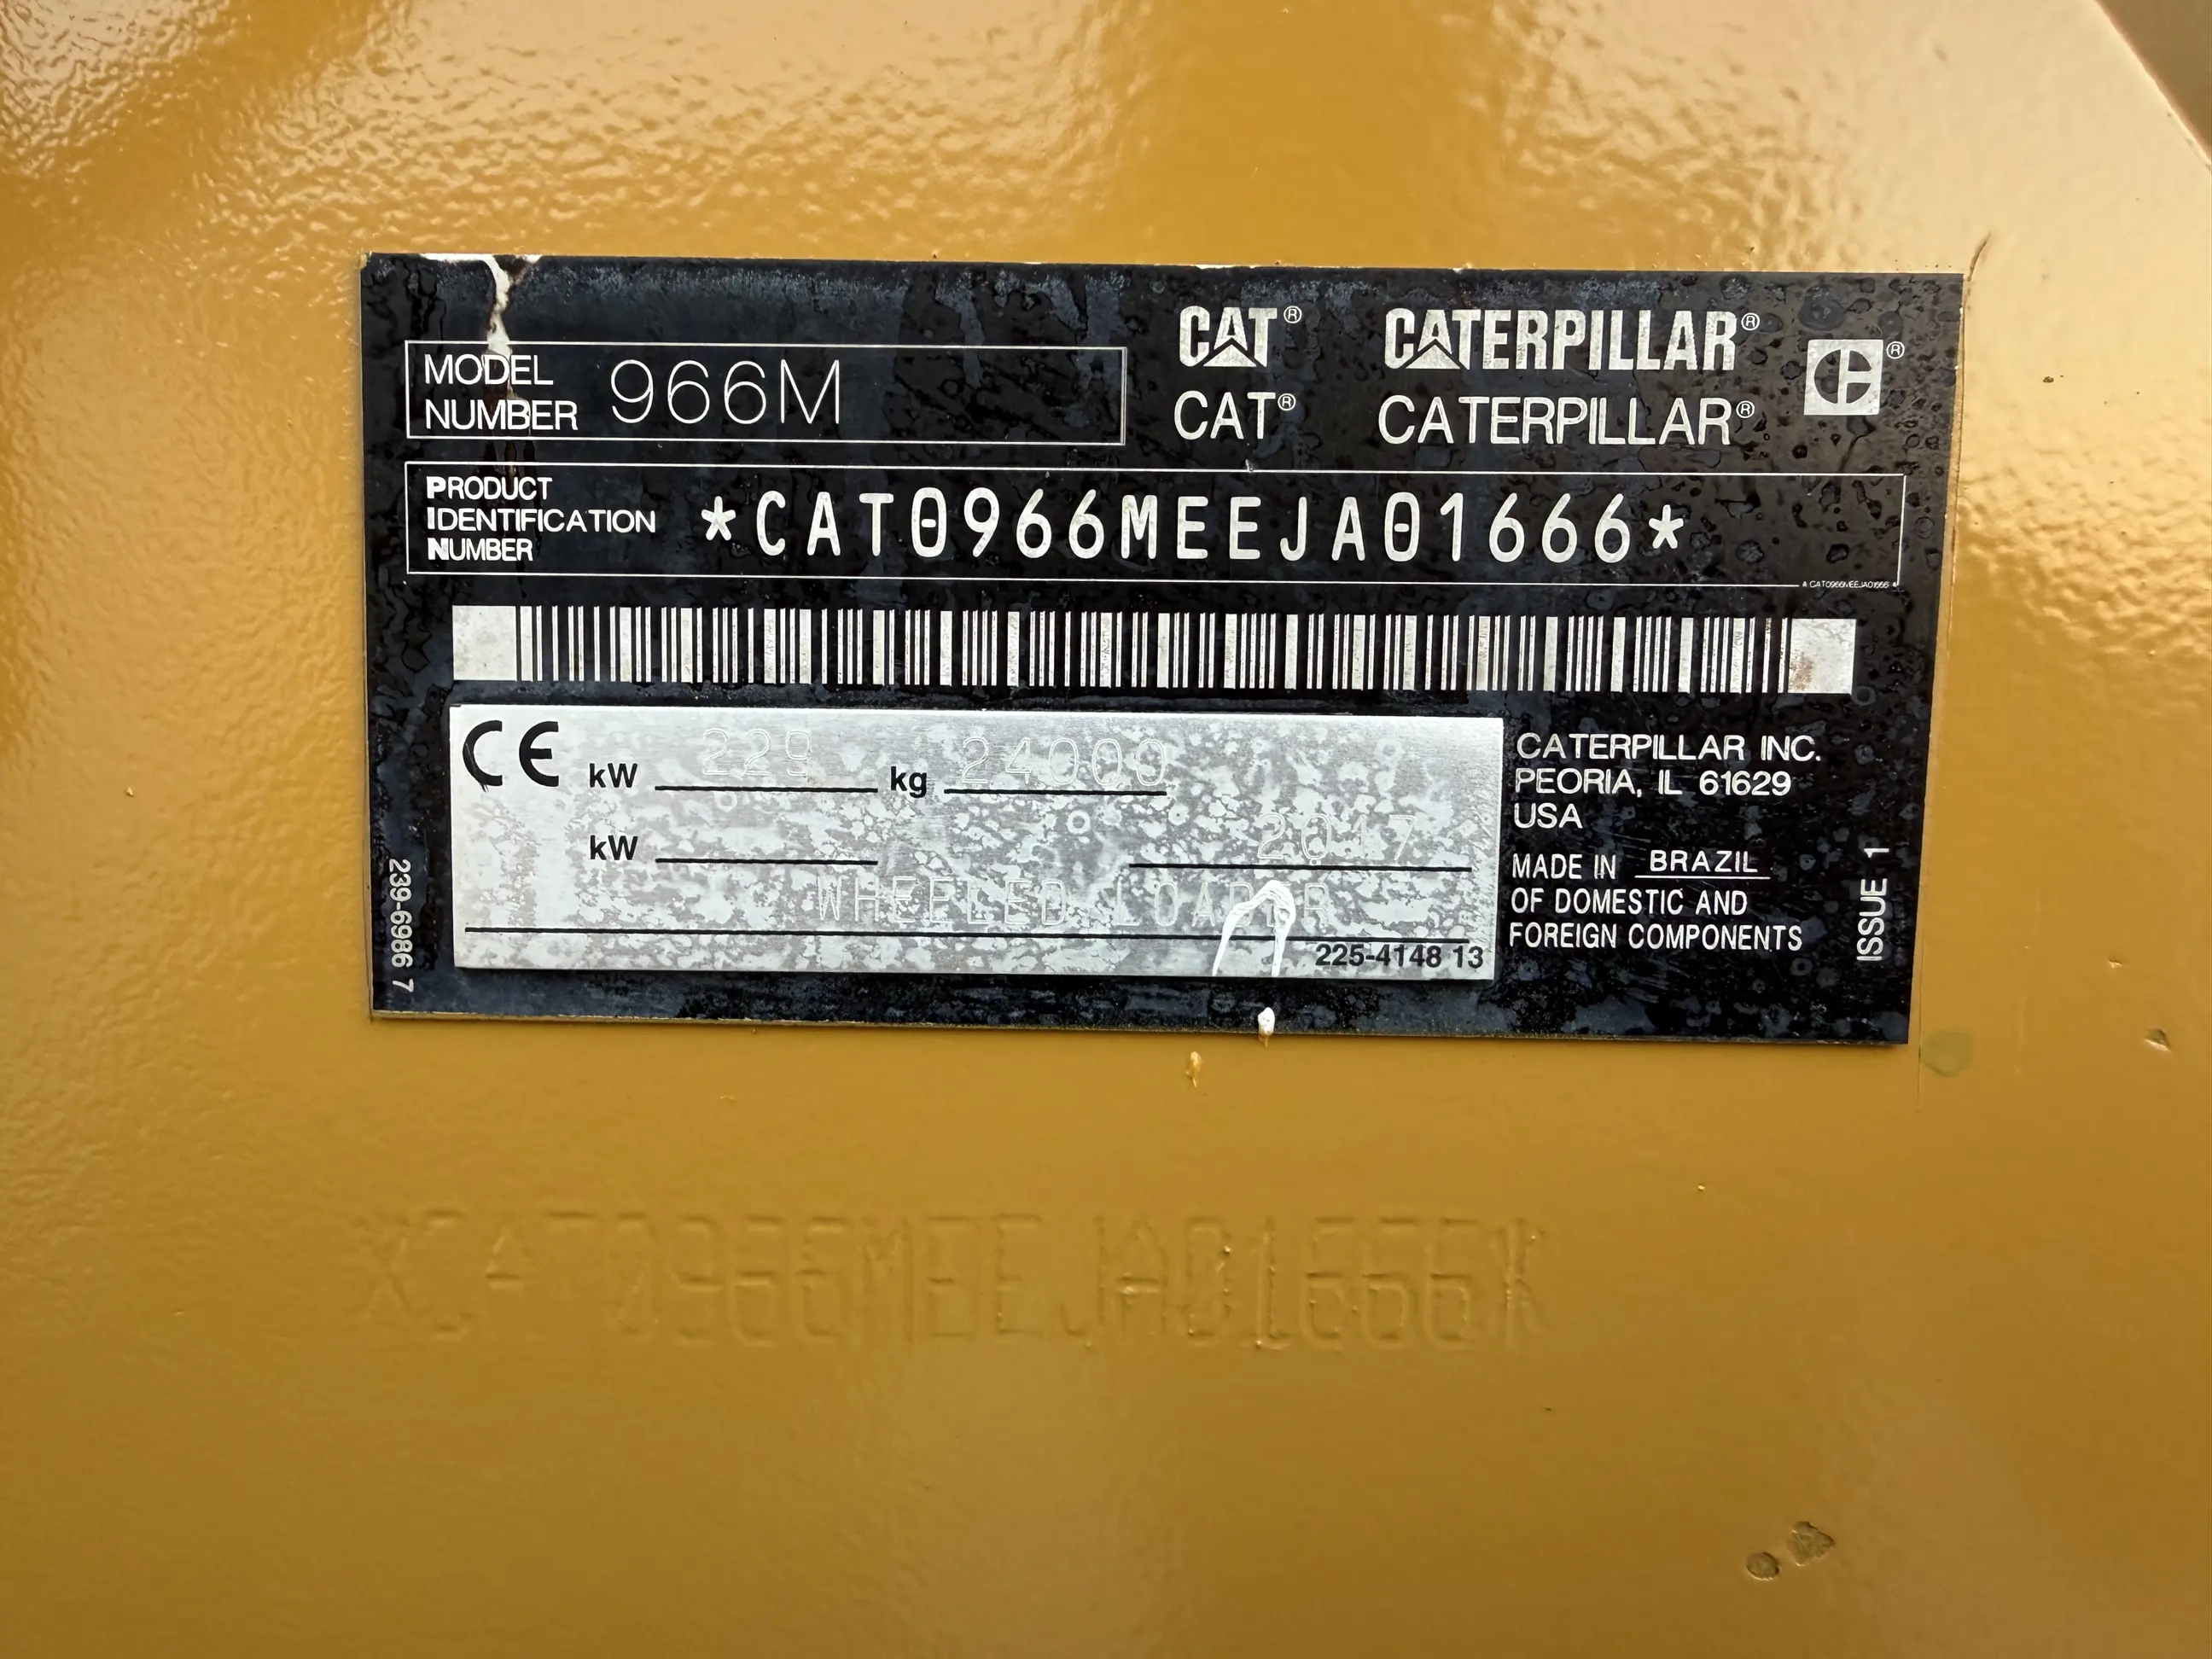 MODEL NUMBER 966M
CAT® CATERPILLAR®
CAT® CATERPILLAR®
PRODUCT IDENTIFICATION NUMBER *CAT0966MEEJA01666*
*CAT0966MEEJA01666*
CE kW 229 kg 24000
kW 2017
WHEELED LOADER
225-4148 13
CATERPILLAR INC.
PEORIA, IL 61629
USA
MADE IN BRAZIL
OF DOMESTIC AND
FOREIGN COMPONENTS
ISSUE 1
239-6986 7
*CAT0966MEEJA01666*